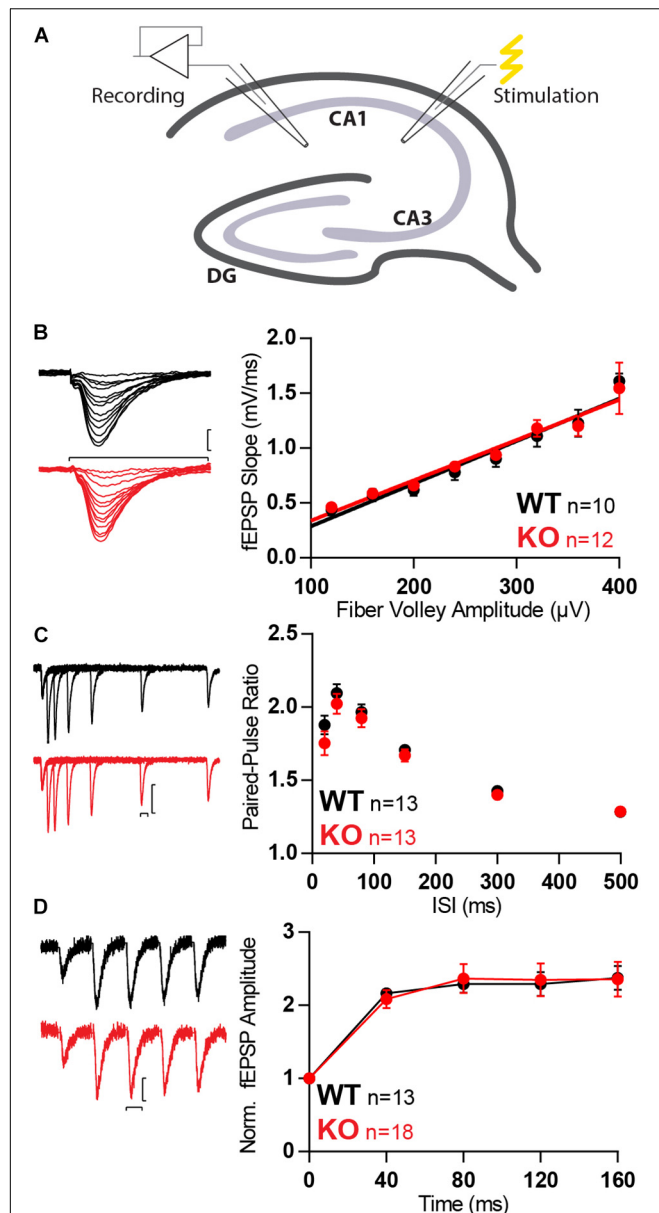 A
Recording
Stimulation
CA1
CA3
DG
B
fEPSP Slope (mV/ms)
2.0
1.5
1.0
0.5
0.0
WT n=10
KO n=12
100
200
300
400
Fiber Volley Amplitude (µV)
C
Paired-Pulse Ratio
2.5
2.0
1.5
1.0
WT n=13
KO n=13
0
100
200
300
400
500
ISI (ms)
D
Norm. fEPSP Amplitude
3
2
1
0
WT n=13
KO n=18
0
40
80
120
160
Time (ms)